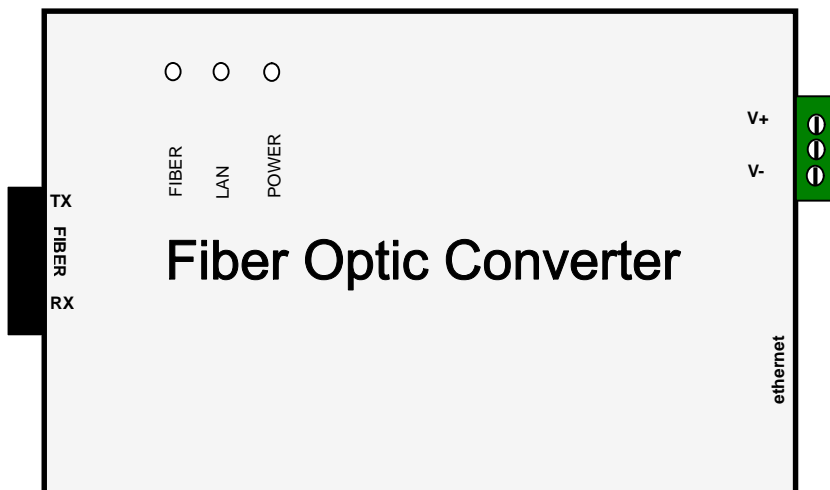 V+
V-
FIBER
LAN
POWER
TX
FIBER
RX
Fiber Optic Converter
ethernet